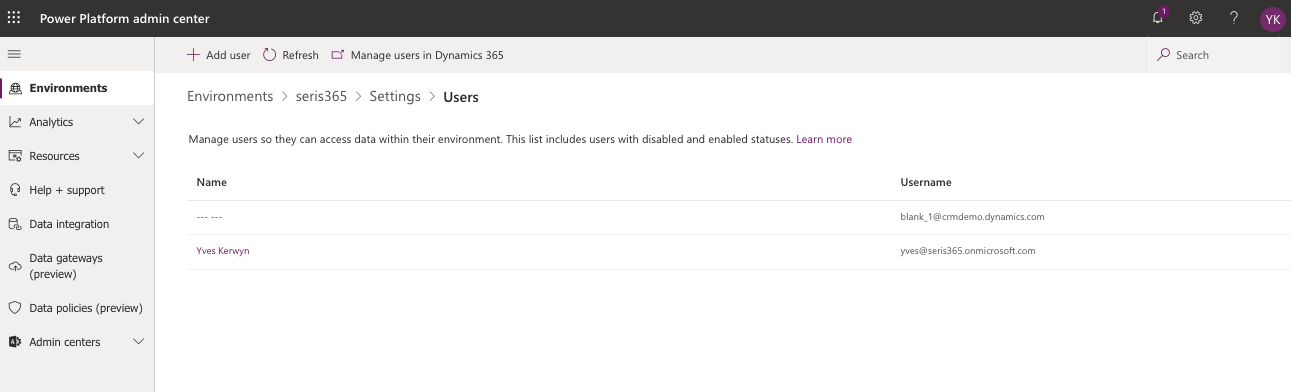 Power Platform admin center
1
YK
Add user Refresh Manage users in Dynamics 365 Search
Environments
Analytics
Resources
Help + support
Data integration
Data gateways
(preview)
Data policies (preview)
Admin centers
Environments > seris365 > Settings > Users
Manage users so they can access data within their environment. This list includes users with disabled and enabled statuses. Learn more
Name Username
--- --- blank_1@crmdemo.dynamics.com
Yves Kerwyn yves@seris365.onmicrosoft.com